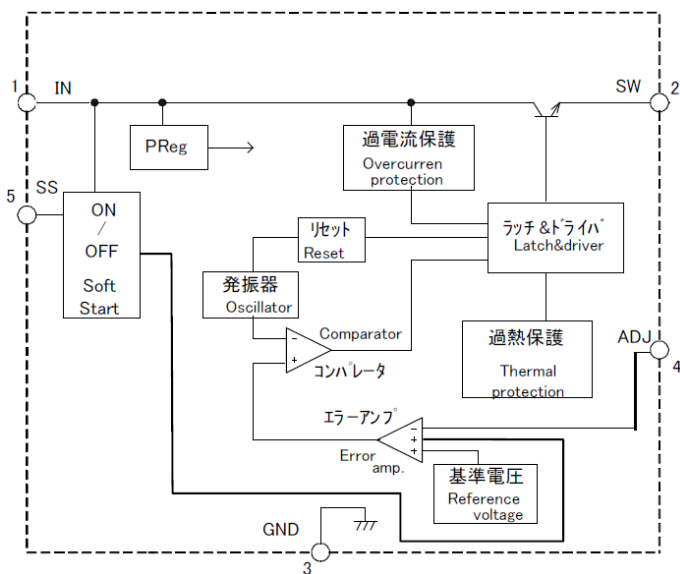 1
IN
SW
2
PReg
過電流保護
Overcurren
protection
5
SS
ON
/
OFF
Soft
Start
リセット
Reset
ラッチ&ドライバ
Latch&driver
発振器
Oscillator
−
+
Comparator
コンパレータ
過熱保護
Thermal
protection
ADJ
4
エラーアンプ
Error
amp.
−
+
+
基準電圧
Reference
voltage
GND
3